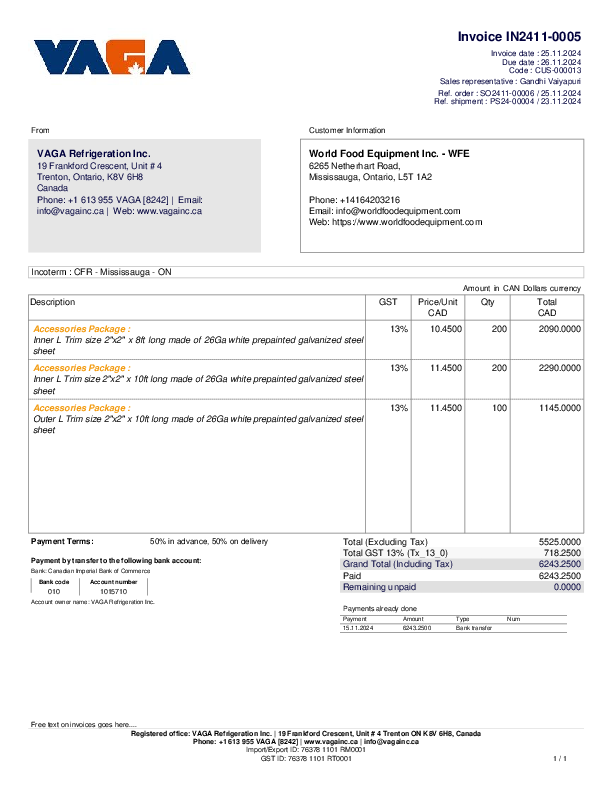 VAGA
Invoice IN2411-0005
Invoice date : 25.11.2024
Due date : 26.11.2024
Code : CUS-000013
Sales representative : Gandhi Vaiyapuri
Ref. order : SO2411-00006 / 25.11.2024
Ref. shipment : PS24-00004 / 23.11.2024
From
VAGA Refrigeration Inc.
19 Frankford Crescent, Unit # 4
Trenton, Ontario, K8V 6H8
Canada
Phone: +1 613 955 VAGA [8242] | Email:
info@vagainc.ca | Web: www.vagainc.ca
Customer Information
World Food Equipment Inc. - WFE
6265 Netherhart Road,
Mississauga, Ontario, L5T 1A2
Phone: +14164203216
Email: info@worldfoodequipment.com
Web: https://www.worldfoodequipment.com
Incoterm : CFR - Mississauga - ON
Amount in CAN Dollars currency
Description GST Price/Unit CAD Qty Total CAD
Accessories Package :
Inner L Trim size 2"x2" x 8ft long made of 26Ga white prepainted galvanized steel
sheet
13% 10.4500 200 2090.0000
Accessories Package :
Inner L Trim size 2"x2" x 10ft long made of 26Ga white prepainted galvanized steel
sheet
13% 11.4500 200 2290.0000
Accessories Package :
Outer L Trim size 2"x2" x 10ft long made of 26Ga white prepainted galvanized steel
sheet
13% 11.4500 100 1145.0000
Payment Terms: 50% in advance, 50% on delivery
Payment by transfer to the following bank account:
Bank: Canadian Imperial Bank of Commerce
Bank code Account number
010 1015710
Account owner name: VAGA Refrigeration Inc.
Total (Excluding Tax) 5525.0000
Total GST 13% (Tx_13_0) 718.2500
Grand Total (Including Tax) 6243.2500
Paid 6243.2500
Remaining unpaid 0.0000
Payments already done
Payment Amount Type Num
15.11.2024 6243.2500 Bank transfer
Free text on invoices goes here....
Registered office: VAGA Refrigeration Inc. | 19 Frankford Crescent, Unit # 4 Trenton ON K8V 6H8, Canada
Phone: +1 613 955 VAGA [8242] | www.vagainc.ca | info@vagainc.ca
Import/Export ID: 76378 1101 RM0001
GST ID: 76378 1101 RT0001
1 / 1